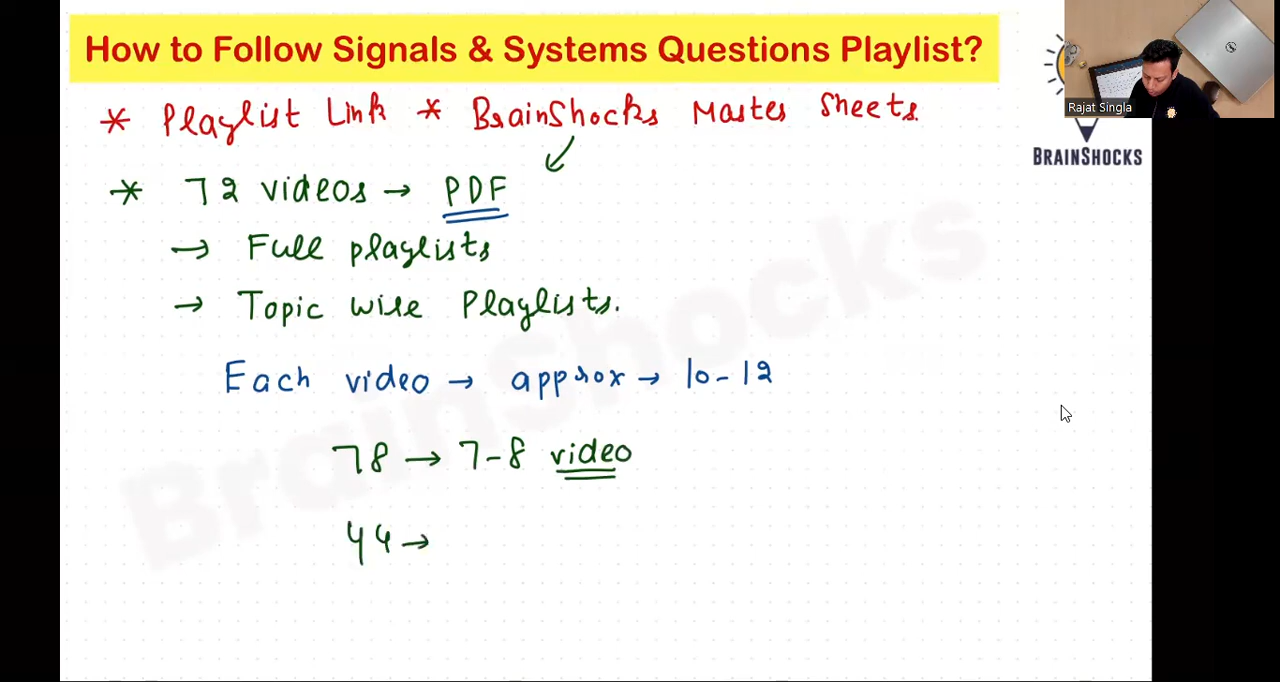 How to Follow Signals & Systems Questions Playlist?
Rajat Singla
* Playlist Link * BrainShocks Master Sheets.
BRAINSHOCKS
* 72 videos → PDF
→ Full playlists
→ Topic wise Playlists.
Each video → approx → 10-12
78 → 7-8 video
44 →
BrainShocks